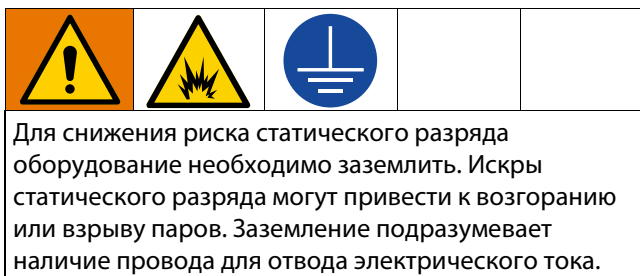 Для снижения риска статического разряда
оборудование необходимо заземлить. Искры
статического разряда могут привести к возгоранию
или взрыву паров. Заземление подразумевает
наличие провода для отвода электрического тока.